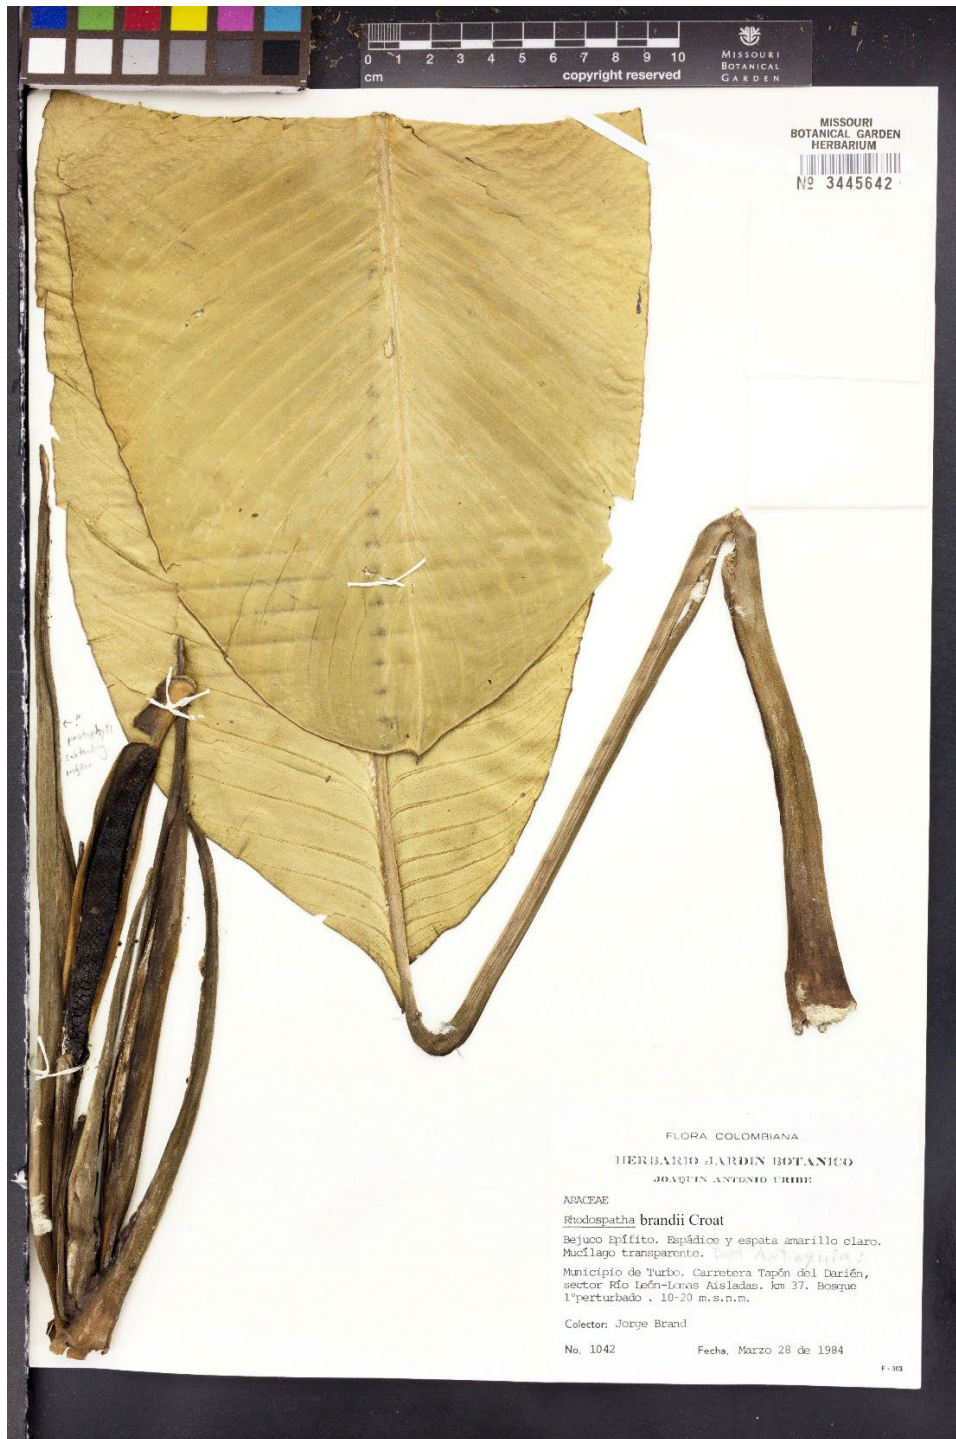 0 1 2 3 4 5 6 7 8 9 10
cm copyright reserved
MISSOURI
BOTANICAL
GARDEN
MISSOURI
BOTANICAL GARDEN
HERBARIUM
Nº 3445642
FLORA COLOMBIANA
HERBARIO JARDIN BOTANICO
JOAQUIN ANTONIO URIBE
ARACEAE
Rhodospatha brandii Croat
Bejuco Epífito. Espádice y espata amarillo claro.
Mucílago transparente. Dpt Antioquia:
Municipio de Turbo. Carretera Tapón del Darién,
sector Río León-Lomas Aisladas. km 37. Bosque
1º perturbado . 10-20 m.s.n.m.
Colector: Jorge Brand
No. 1042 Fecha, Marzo 28 de 1984
F - 303